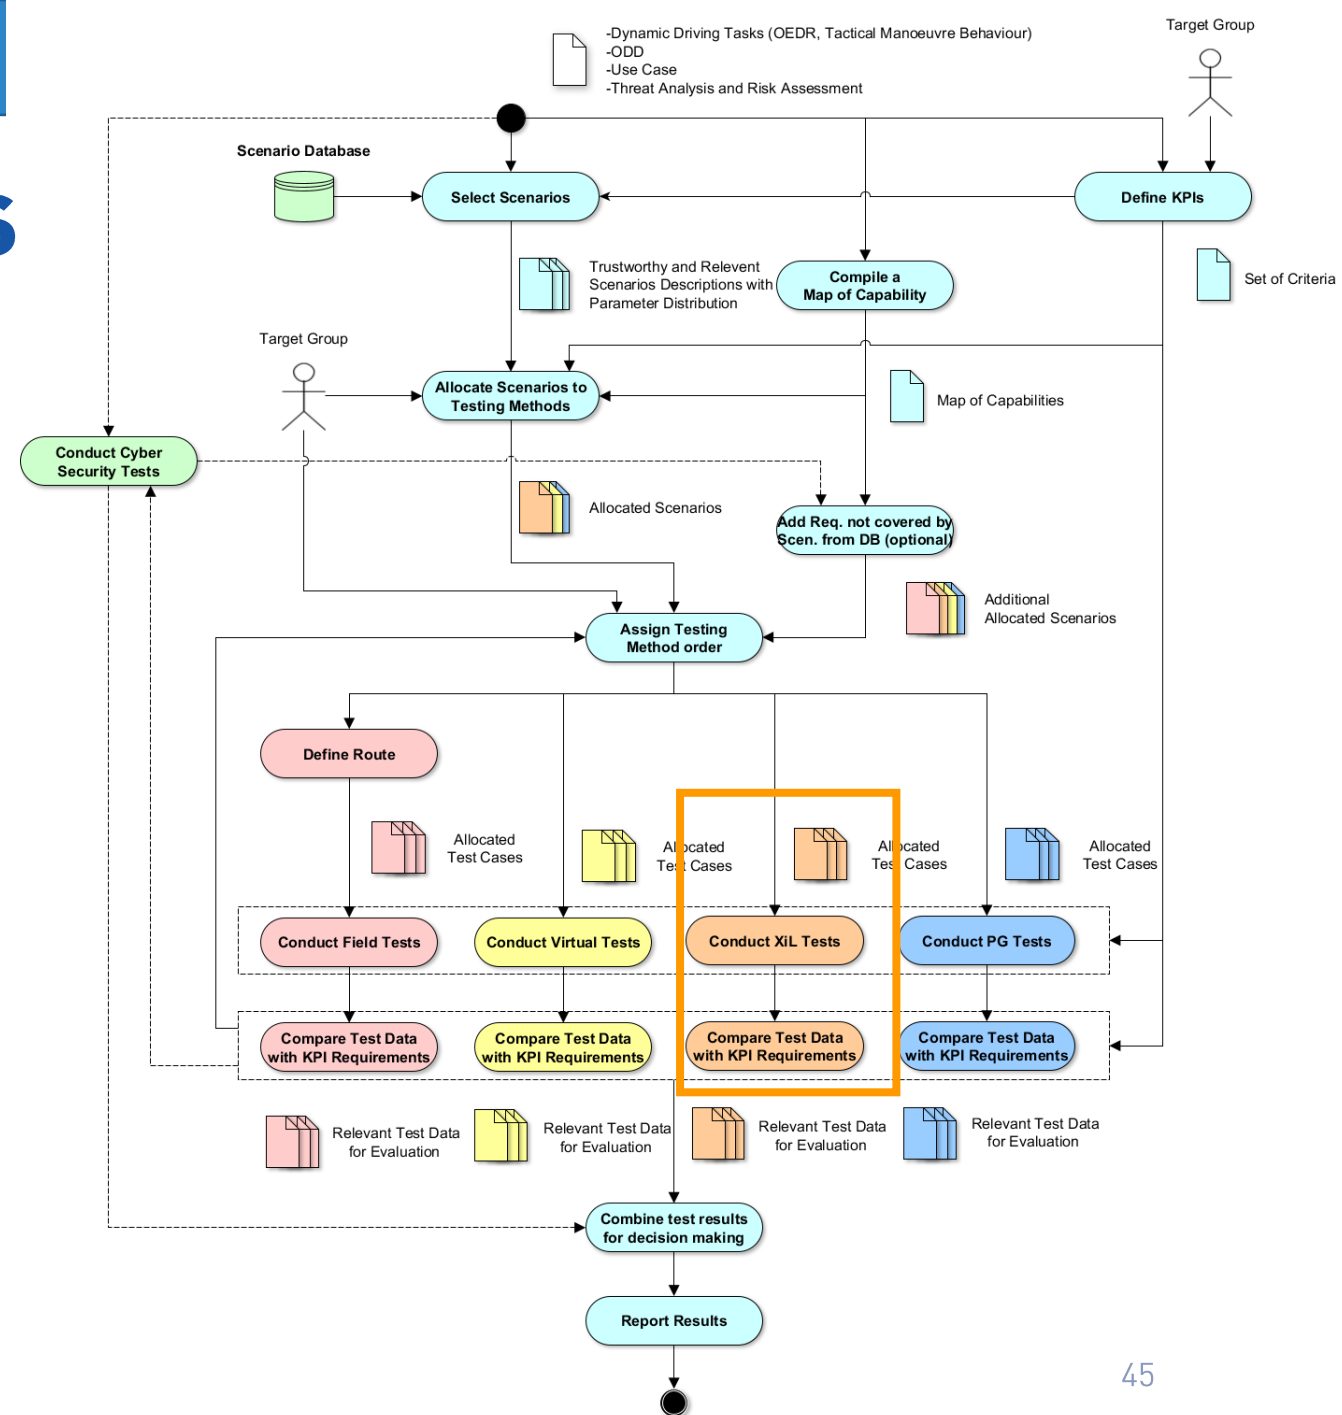 -Dynamic Driving Tasks (OEDR, Tactical Manoeuvre Behaviour)
-ODD
-Use Case
-Threat Analysis and Risk Assessment
Target Group
Scenario Database
s
Select Scenarios
Define KPIs
Trustworthy and Relevent
Scenarios Descriptions with
Parameter Distribution
Compile a
Map of Capability
Set of Criteria
Target Group
Allocate Scenarios to
Testing Methods
Map of Capabilities
Conduct Cyber
Security Tests
Allocated Scenarios
Add Req. not covered by
Scen. from DB (optional)
Additional
Allocated Scenarios
Assign Testing
Method order
Define Route
Allocated
Test Cases
Allocated
Test Cases
Allocated
Test Cases
Allocated
Test Cases
Conduct Field Tests
Conduct Virtual Tests
Conduct XiL Tests
Conduct PG Tests
Compare Test Data
with KPI Requirements
Compare Test Data
with KPI Requirements
Compare Test Data
with KPI Requirements
Compare Test Data
with KPI Requirements
Relevant Test Data
for Evaluation
Relevant Test Data
for Evaluation
Relevant Test Data
for Evaluation
Relevant Test Data
for Evaluation
Combine test results
for decision making
Report Results
45